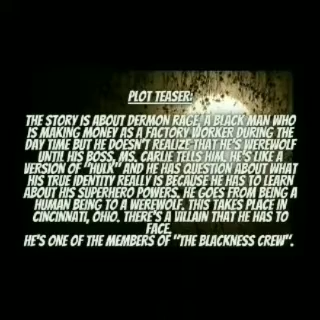 PLOT TEASER:
THE STORY IS ABOUT DERMON RAGE, A BLACK MAN WHO
IS MAKING MONEY AS A FACTORY WORKER DURING THE
DAY TIME BUT HE DOESN'T REALIZE THAT HE'S WEREWOLF
UNTIL HIS BOSS, MS. CARLIE TELLS HIM. HE'S LIKE A
VERSION OF "HULK" AND HE HAS QUESTION ABOUT WHAT
HIS TRUE IDENTITY REALLY IS BECAUSE HE HAS TO LEARN
ABOUT HIS SUPERHERO POWERS. HE GOES FROM BEING A
HUMAN BEING TO A WEREWOLF. THIS TAKES PLACE IN
CINCINNATI, OHIO. THERE'S A VILLAIN THAT HE HAS TO
FACE.
HE'S ONE OF THE MEMBERS OF "THE BLACKNESS CREW".